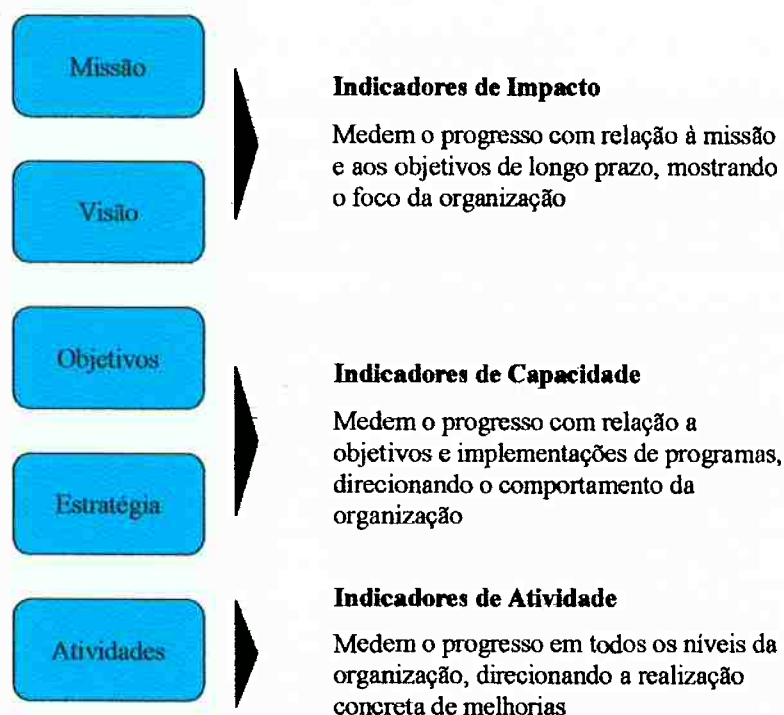 Missão
Indicadores de Impacto
Medem o progresso com relação à missão
e aos objetivos de longo prazo, mostrando
o foco da organização
Visão
Objetivos
Indicadores de Capacidade
Medem o progresso com relação a
objetivos e implementações de programas,
direcionando o comportamento da
organização
Estratégia
Indicadores de Atividade
Atividades
Medem o progresso em todos os níveis da
organização, direcionando a realização
concreta de melhorias